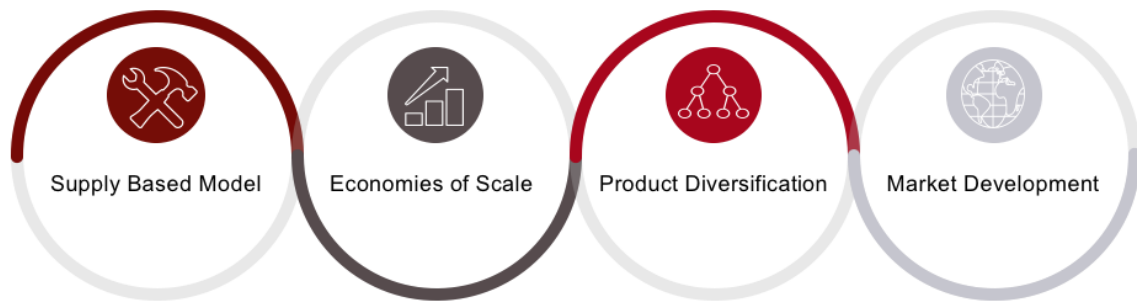 Supply Based Model
Economies of Scale
Product Diversification
Market Development